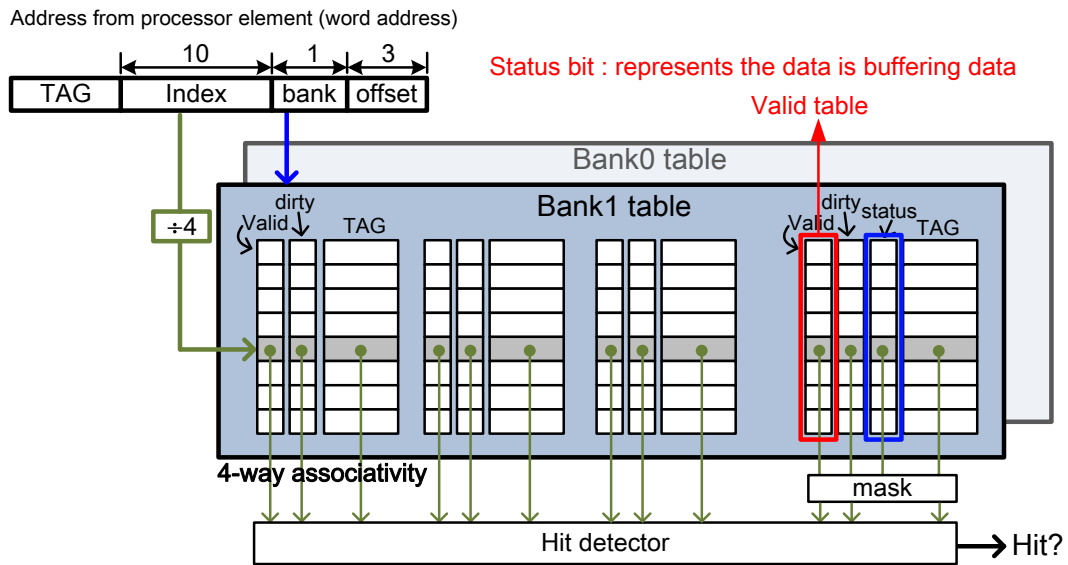 Address from processor element (word address)
10 1 3
TAG Index bank offset
Status bit : represents the data is buffering data
Valid table
Bank0 table
Bank1 table
÷4
Valid dirty TAG
Valid dirty status TAG
4-way associativity
mask
Hit detector
Hit?